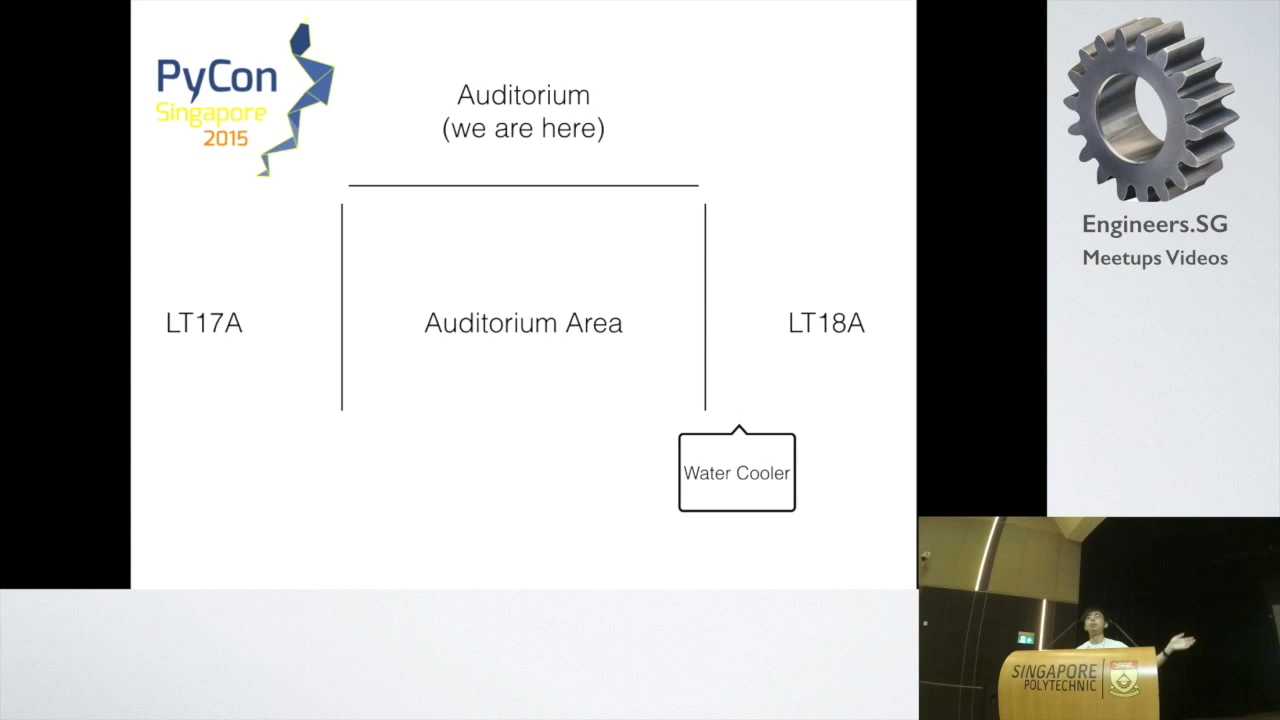 PyCon
Singapore
2015
Auditorium
(we are here)
LT17A
Auditorium Area
LT18A
Water Cooler
Engineers.SG
Meetups Videos
SINGAPORE
POLYTECHNIC